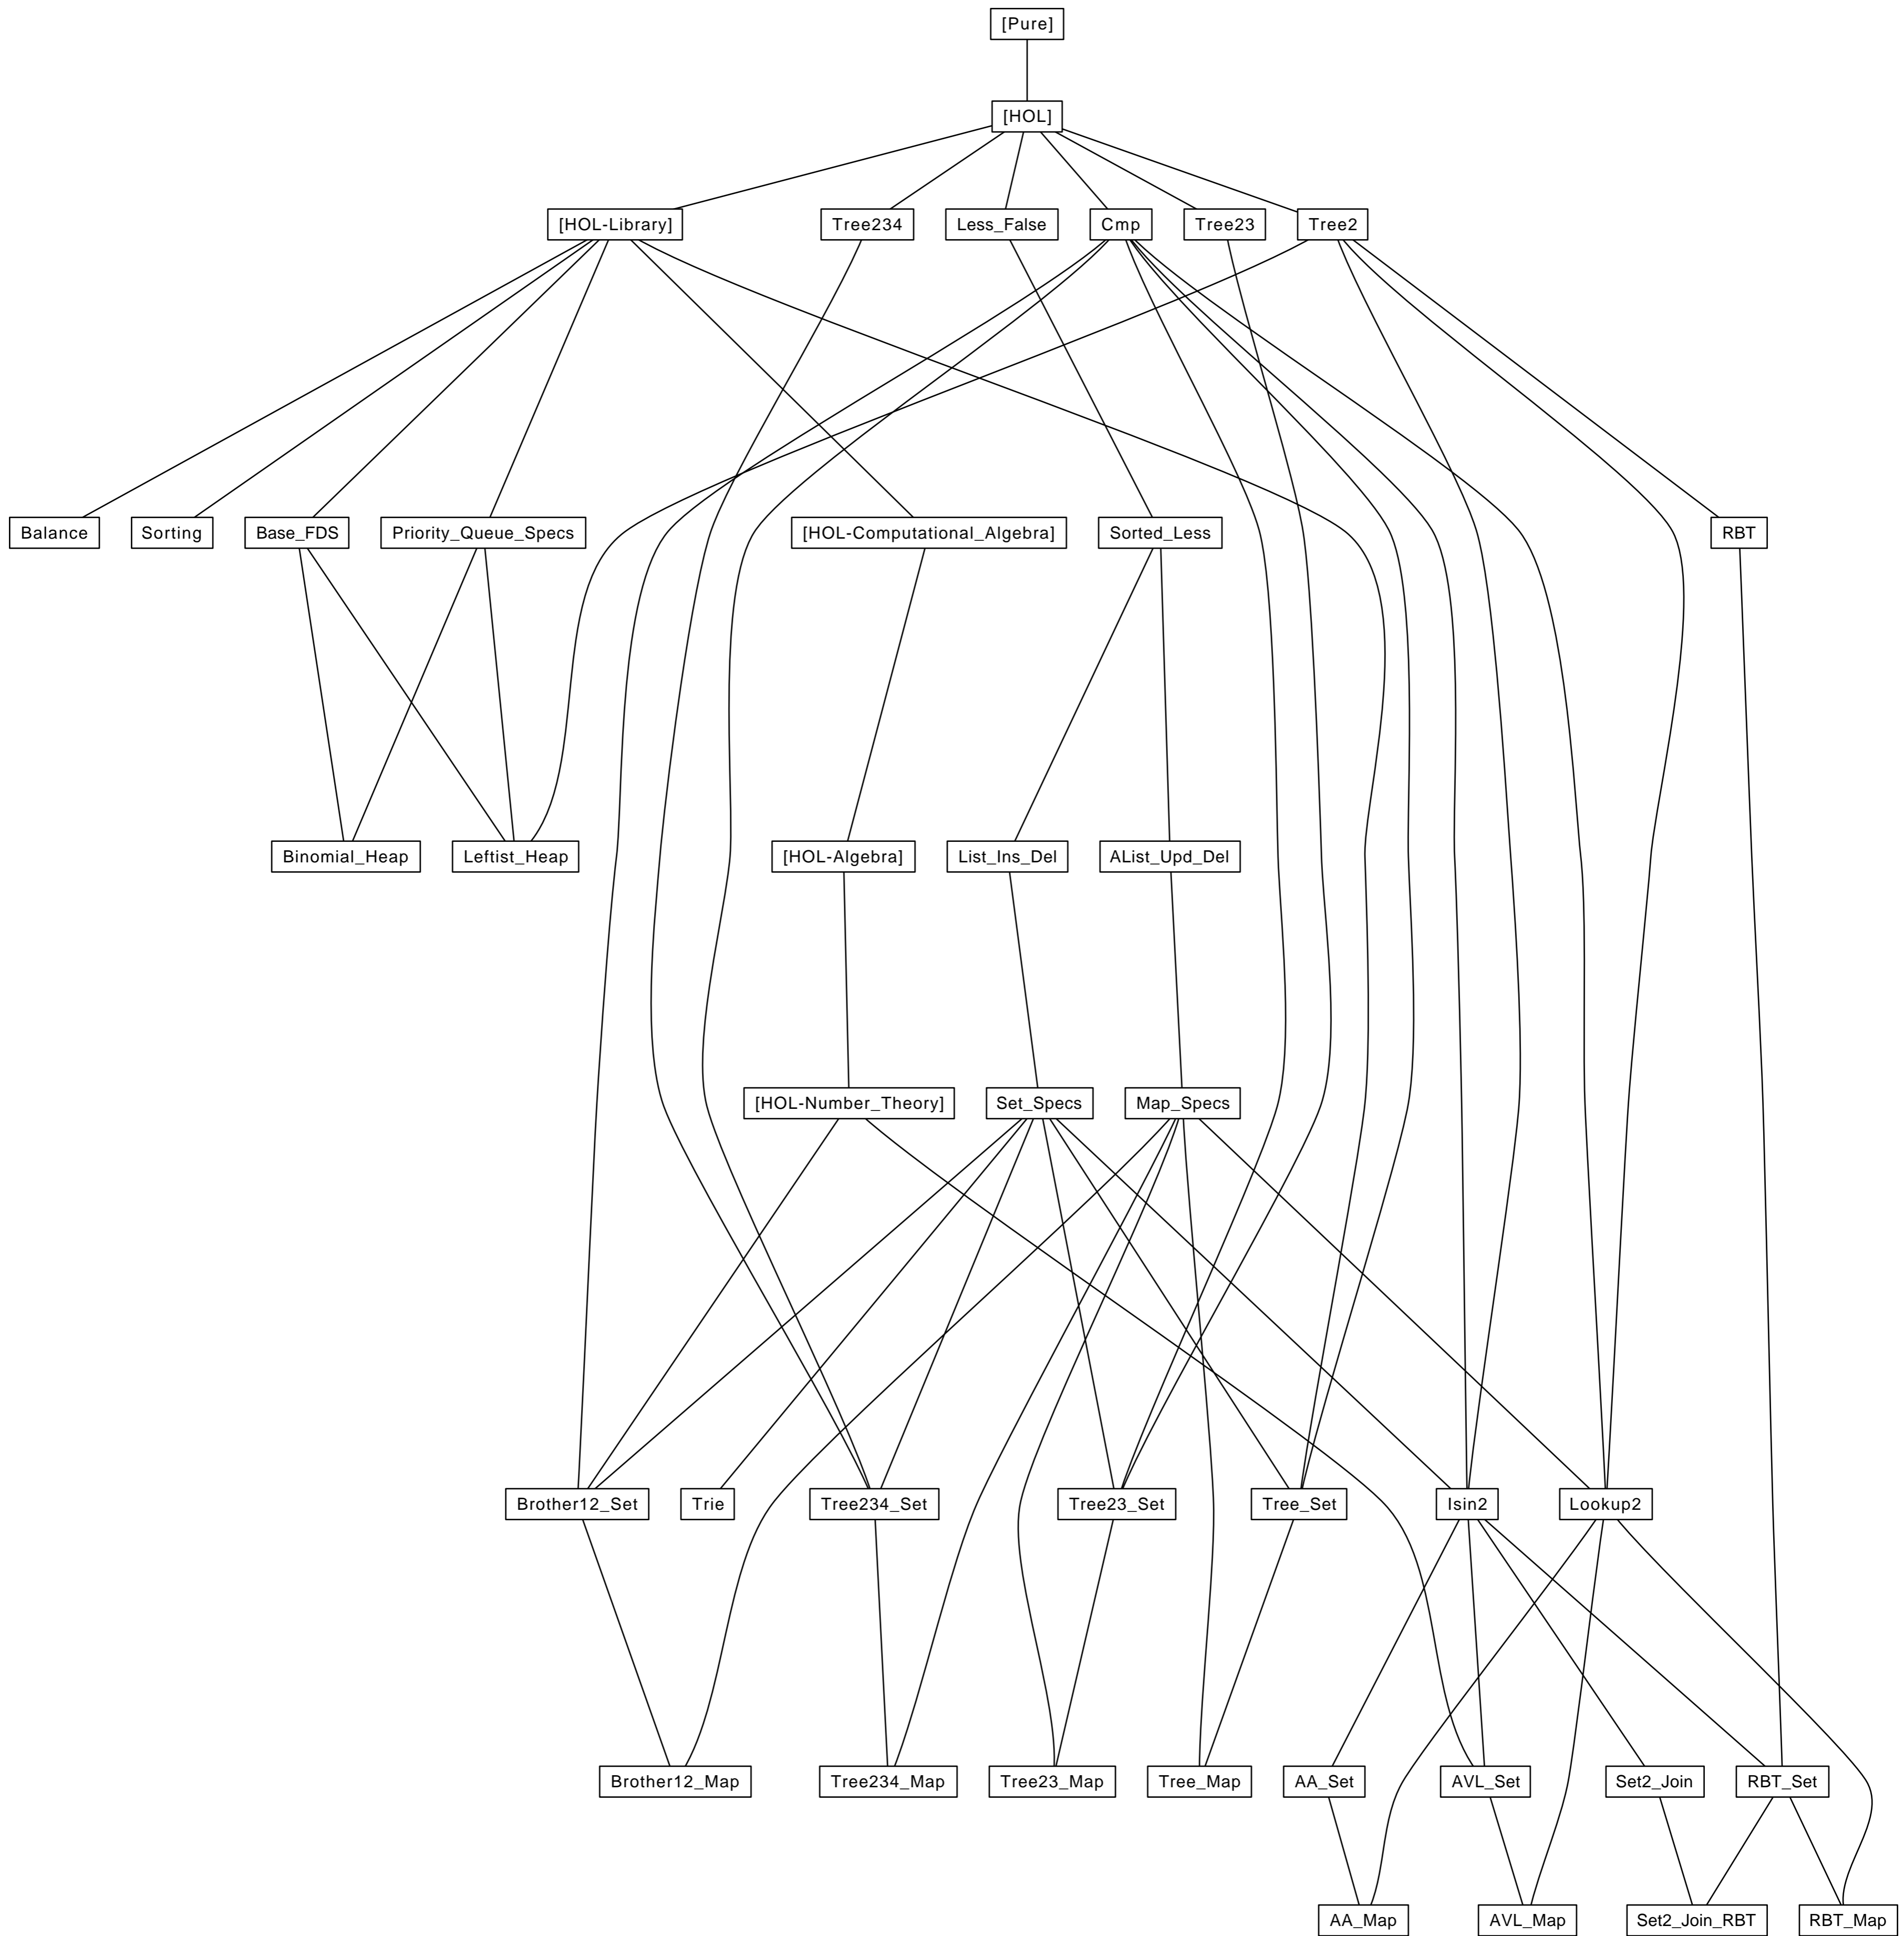 [Pure]
[HOL]
[HOL-Library]
Tree234
Less_False
Cmp
Tree23
Tree2
Balance
Sorting
Base_FDS
Priority_Queue_Specs
[HOL-Computational_Algebra]
Sorted_Less
RBT
Binomial_Heap
Leftist_Heap
[HOL-Algebra]
List_Ins_Del
AList_Upd_Del
[HOL-Number_Theory]
Set_Specs
Map_Specs
Brother12_Set
Trie
Tree234_Set
Tree23_Set
Tree_Set
Isin2
Lookup2
Brother12_Map
Tree234_Map
Tree23_Map
Tree_Map
AA_Set
AVL_Set
Set2_Join
RBT_Set
AA_Map
AVL_Map
Set2_Join_RBT
RBT_Map